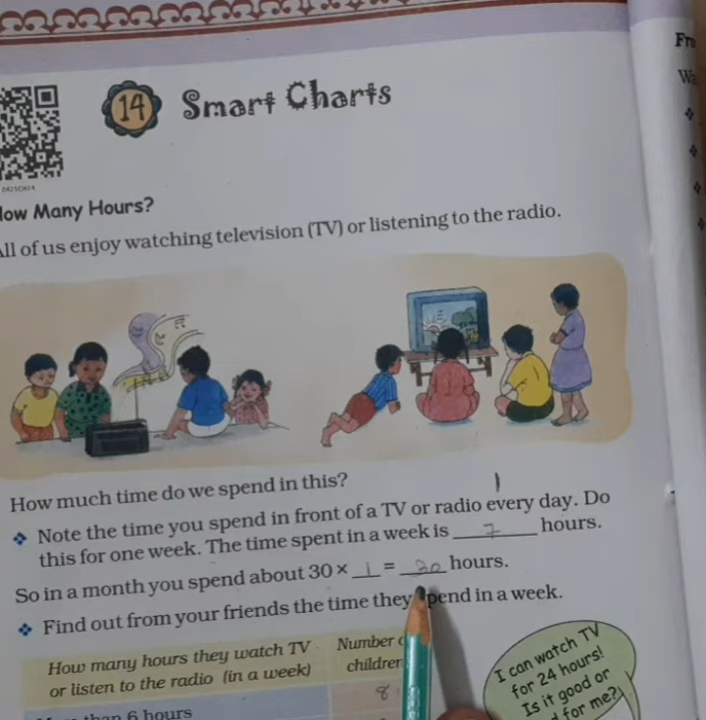 14 Smart Charts
How Many Hours?
All of us enjoy watching television (TV) or listening to the radio.
How much time do we spend in this?
1
❖ Note the time you spend in front of a TV or radio every day. Do
this for one week. The time spent in a week is 7 hours.
So in a month you spend about 30 × 1 = 30 hours.
❖ Find out from your friends the time they spend in a week.
How many hours they watch TV
or listen to the radio (in a week)
Number
children
8
than 6 hours
I can watch TV
for 24 hours!
Is it good or
for me?